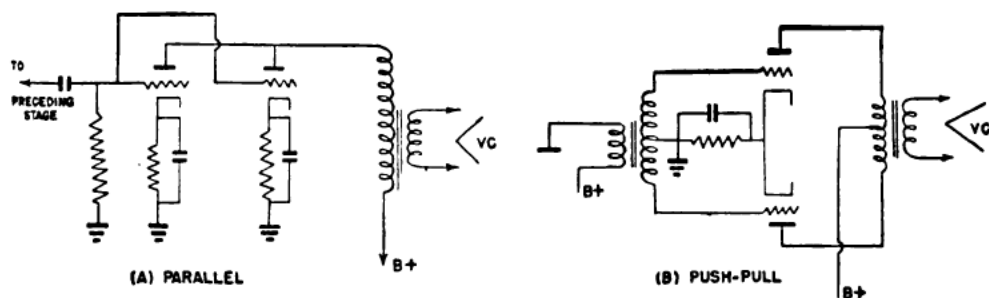 TO
PRECEDING
STAGE
VC
B+
(A) PARALLEL
B+
VC
B+
(B) PUSH-PULL